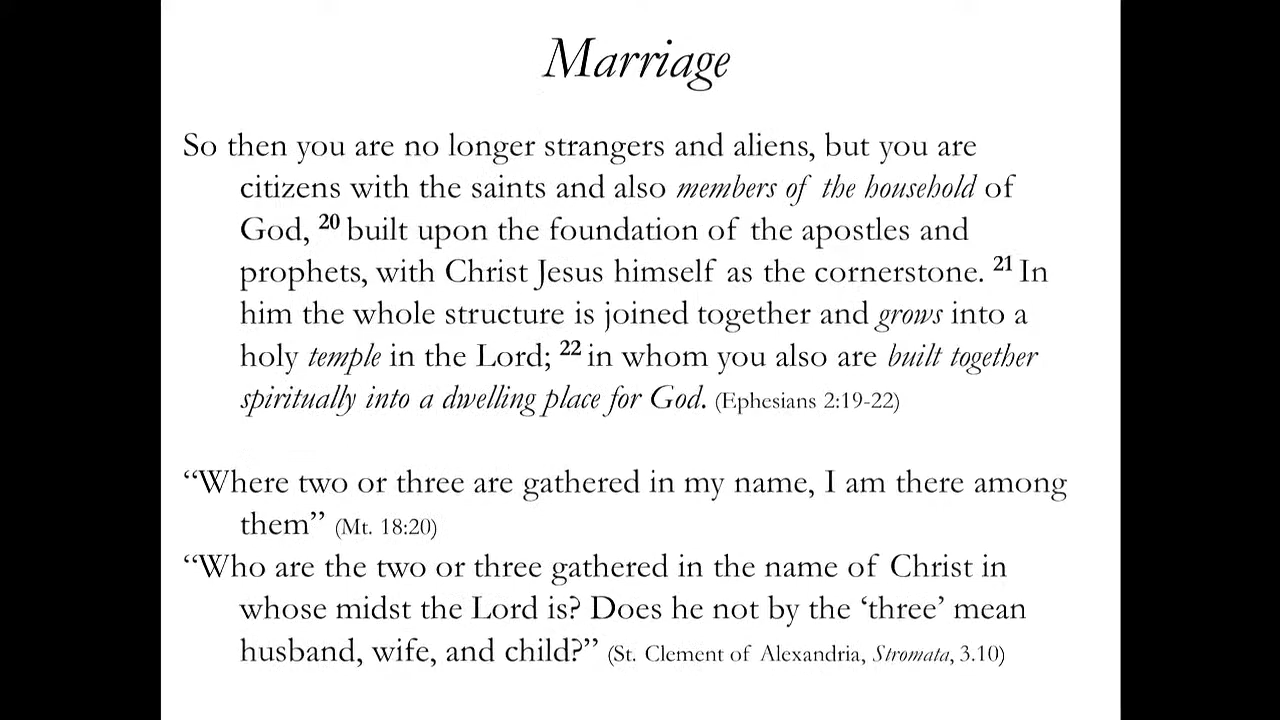 Marriage
So then you are no longer strangers and aliens, but you are
citizens with the saints and also members of the household of
God, 20 built upon the foundation of the apostles and
prophets, with Christ Jesus himself as the cornerstone. 21 In
him the whole structure is joined together and grows into a
holy temple in the Lord; 22 in whom you also are built together
spiritually into a dwelling place for God. (Ephesians 2:19-22)
“Where two or three are gathered in my name, I am there among
them” (Mt. 18:20)
“Who are the two or three gathered in the name of Christ in
whose midst the Lord is? Does he not by the ‘three’ mean
husband, wife, and child?” (St. Clement of Alexandria, Stromata, 3.10)